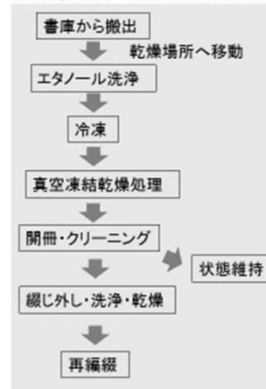 書庫から搬出
乾燥場所へ移動
エタノール洗浄
冷凍
真空凍結乾燥処理
開冊・クリーニング
状態維持
綴じ外し・洗浄・乾燥
再編綴